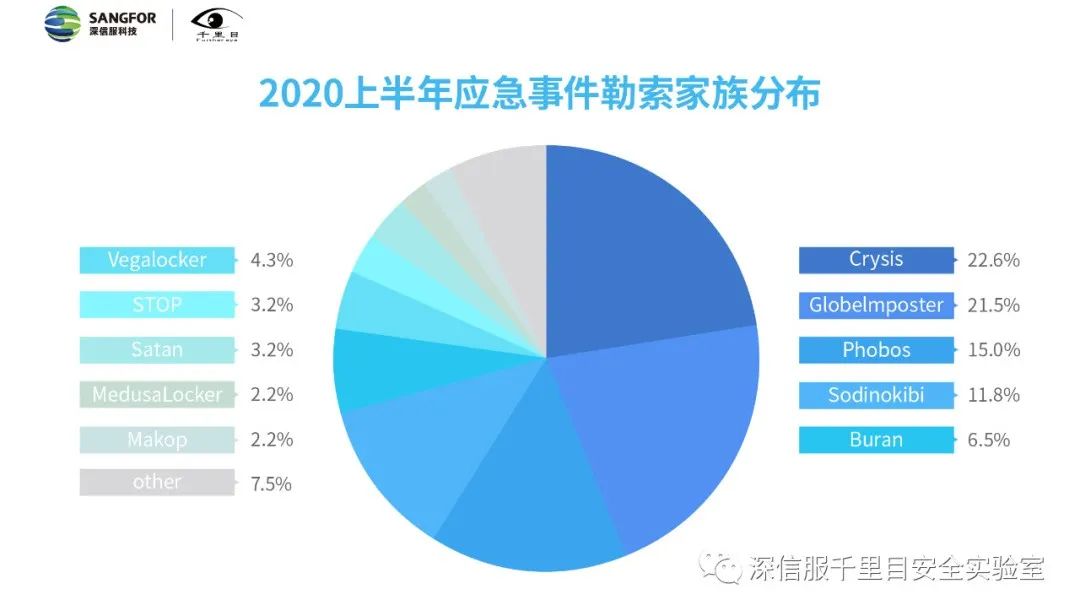 SANGFOR
深信服科技
千里目
2020上半年应急事件勒索家族分布
Vegalocker 4.3%
STOP 3.2%
Satan 3.2%
MedusaLocker 2.2%
Makop 2.2%
other 7.5%
Crysis 22.6%
GlobeImposter 21.5%
Phobos 15.0%
Sodinokibi 11.8%
Buran 6.5%
深信服千里目安全实验室